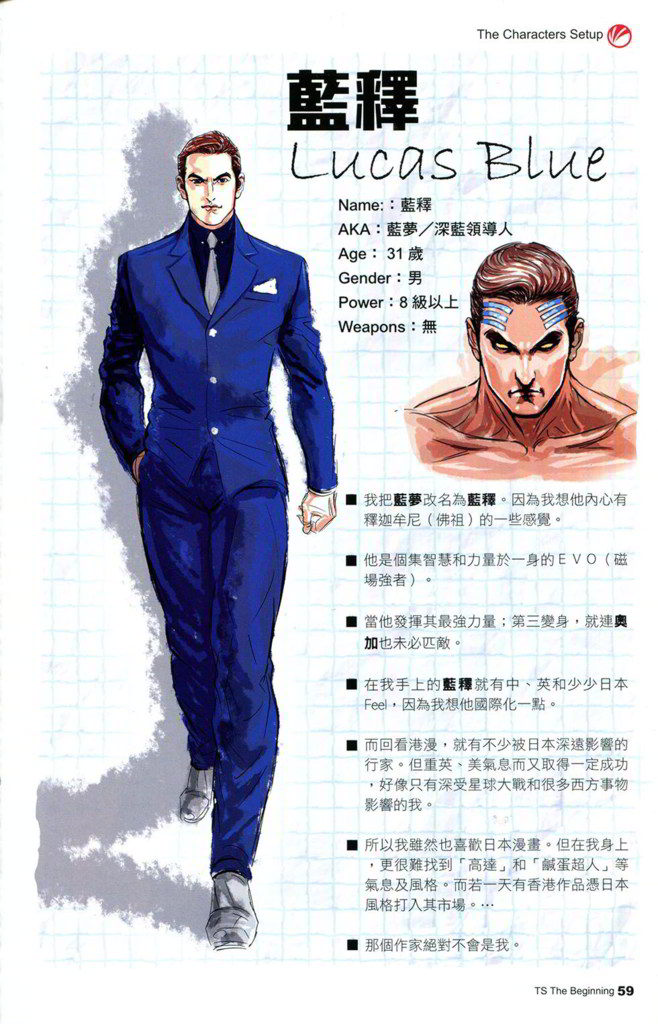 The Characters Setup
藍釋
Lucas Blue
Name:：藍釋
AKA：藍夢／深藍領導人
Age： 31 歲
Gender：男
Power：8 級以上
Weapons：無
■ 我把藍夢改名為藍釋。因為我想他內心有
釋迦牟尼（佛祖）的一些感覺。
■ 他是個集智慧和力量於一身的ＥＶＯ（磁
場強者）。
■ 當他發揮其最強力量；第三變身，就連奧
加也未必匹敵。
■ 在我手上的藍釋就有中、英和少少日本
Feel，因為我想他國際化一點。
■ 而回看港漫，就有不少被日本深遠影響的
行家。但重英、美氣息而又取得一定成功
，好像只有深受星球大戰和很多西方事物
影響的我。
■ 所以我雖然也喜歡日本漫畫。但在我身上
，更很難找到「高達」和「鹹蛋超人」等
氣息及風格。而若一天有香港作品憑日本
風格打入其市場。⋯
■ 那個作家絕對不會是我。
TS The Beginning 59